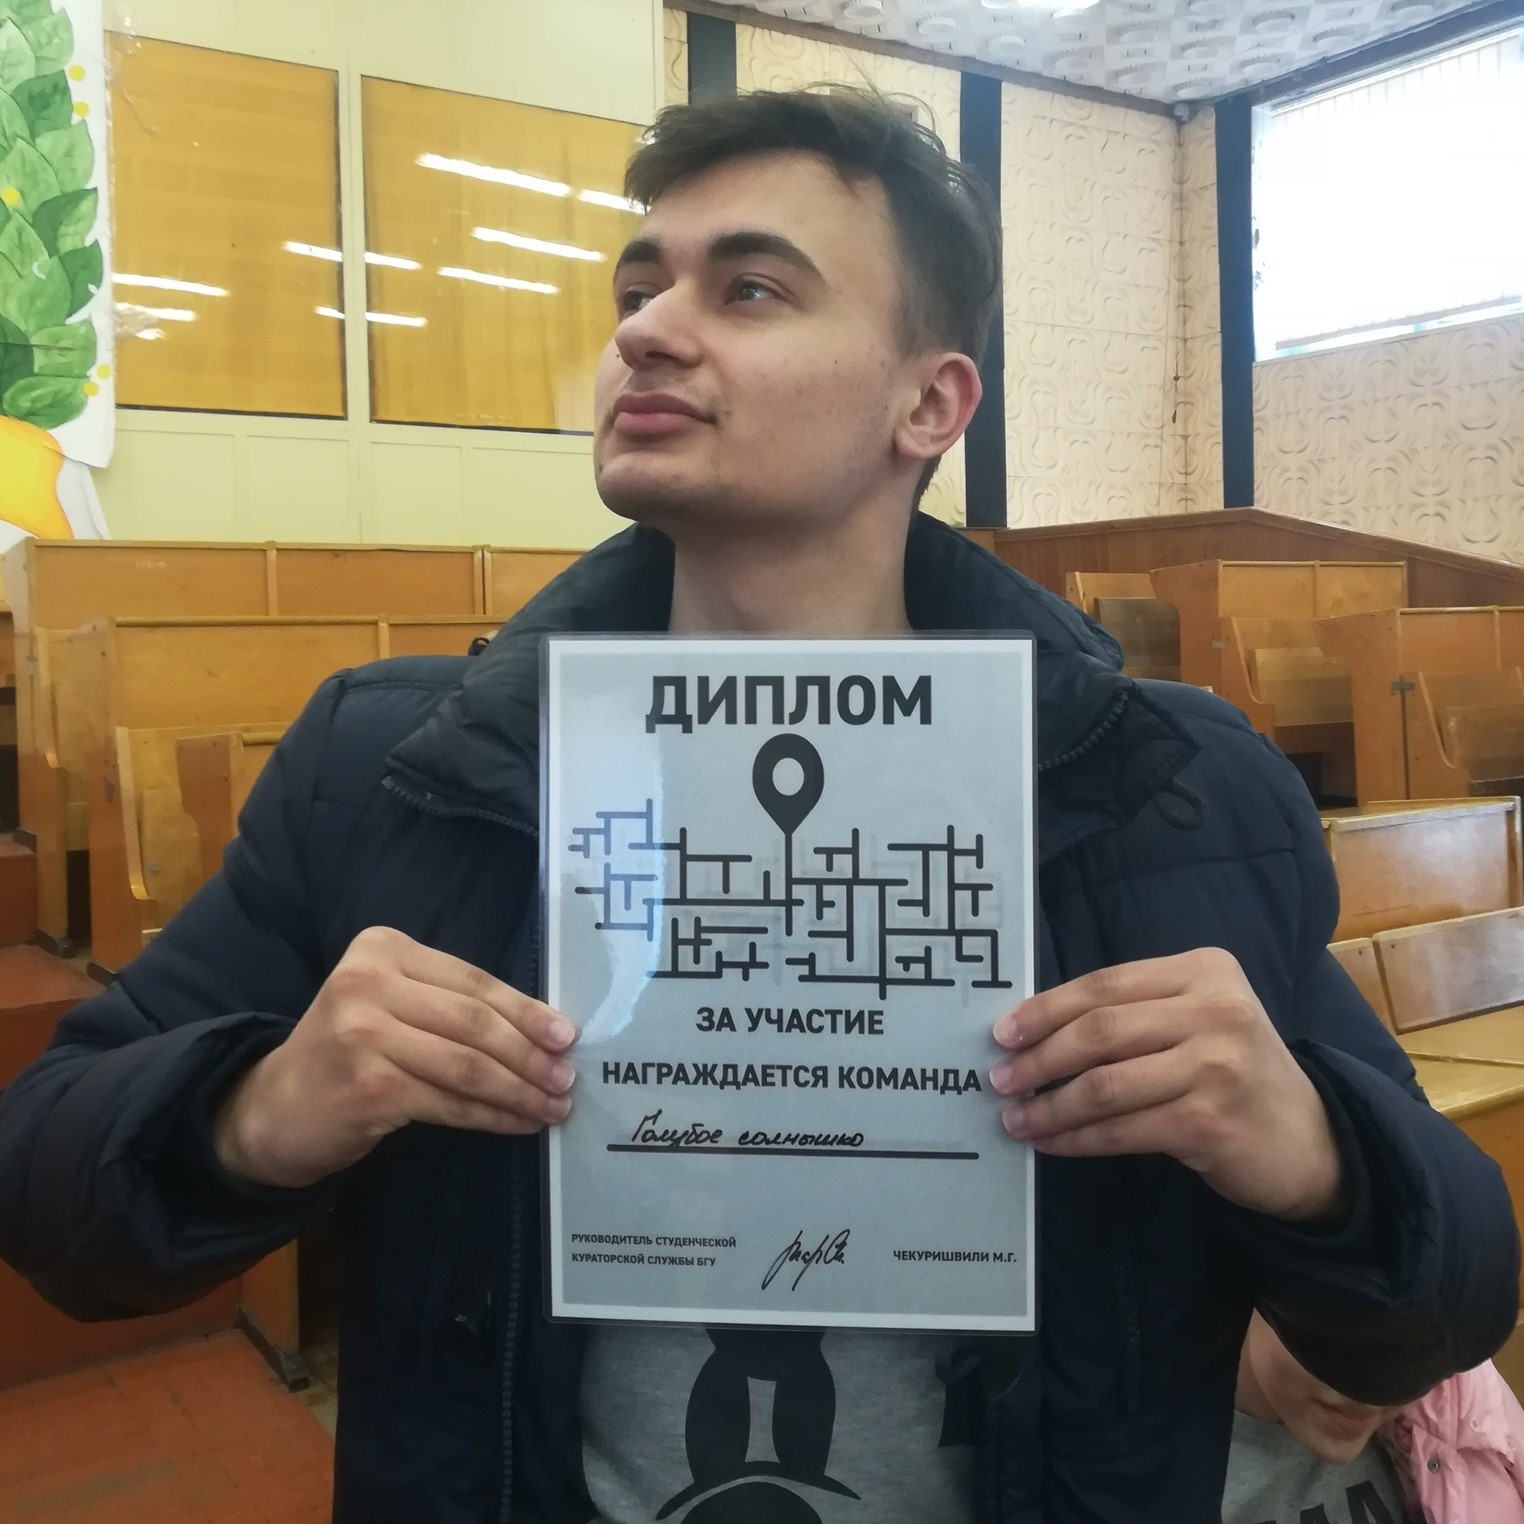 ДИПЛОМ
ЗА УЧАСТИЕ
НАГРАЖДАЕТСЯ КОМАНДА
Голубое солнышко
РУКОВОДИТЕЛЬ СТУДЕНЧЕСКОЙ
КУРАТОРСКОЙ СЛУЖБЫ БГУ
ЧЕКУРИШВИЛИ М.Г.